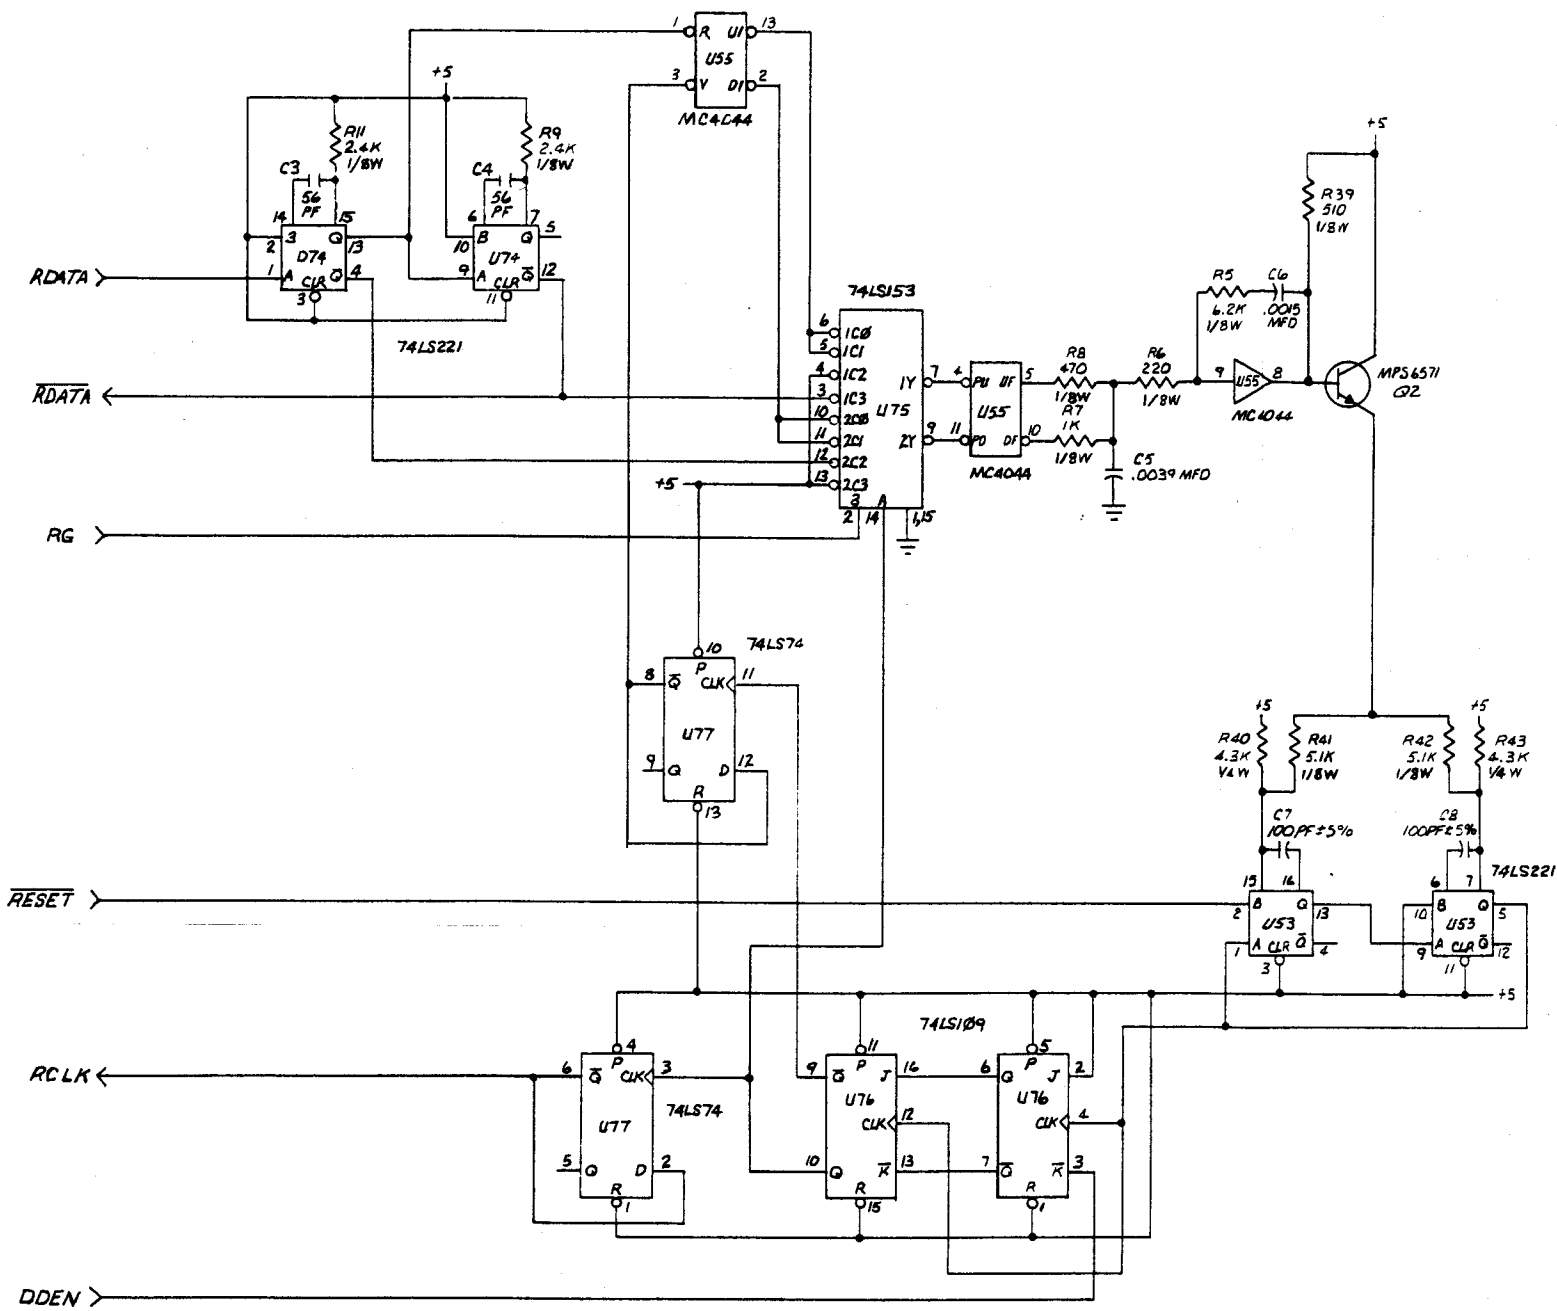 1 R U1 13
U55
3 V D1 2
MC4044
+5
R11
2.4K
1/8W
R9
2.4K
1/8W
C3
56
PF
C4
56
PF
14 15
2 3 Q 13
D74
1 A Q 4
CLR
3
6 7
10 B Q 5
U74
9 A Q 12
CLR
11
74LS221
RDATA
RDATA
RG
74LS153
6 1C0
5 1C1
4 1C2
3 1C3
10 2C0
11 2C1
12 2C2
13 2C3
1Y 7
U75
2Y 9
B A
2 14 1,15
+5
4 PU UF 5
U55
11 PD DF 10
MC4044
R8
470
1/8W
R7
1K
1/8W
R6
220
1/8W
C5
.0039 MFD
R5
6.2K
1/8W
C6
.0015
MFD
9 U55 8
MC4044
+5
R39
510
1/8W
MPS6571
Q2
10 74LS74
P
8 Q CLK 11
U77
9 Q D 12
R
13
+5
R40
4.3K
1/4W
R41
5.1K
1/8W
R42
5.1K
1/8W
+5
R43
4.3K
1/4W
C7
100PF±5%
C8
100PF±5%
74LS221
RESET
15 16
2 B Q 13
U53
1 A CLR Q 4
3
6 7
10 B Q 5
U53
9 A CLR Q 12
11
+5
74LS109
RCLK
4
P
6 Q CLK 3
74LS74
U77
5 Q D 2
R
1
11
P
9 Q J 16
U76
CLK 12
10 Q K 13
R
15
5
P
6 Q J 2
U76
CLK 4
7 Q K 3
R
1
DDEN